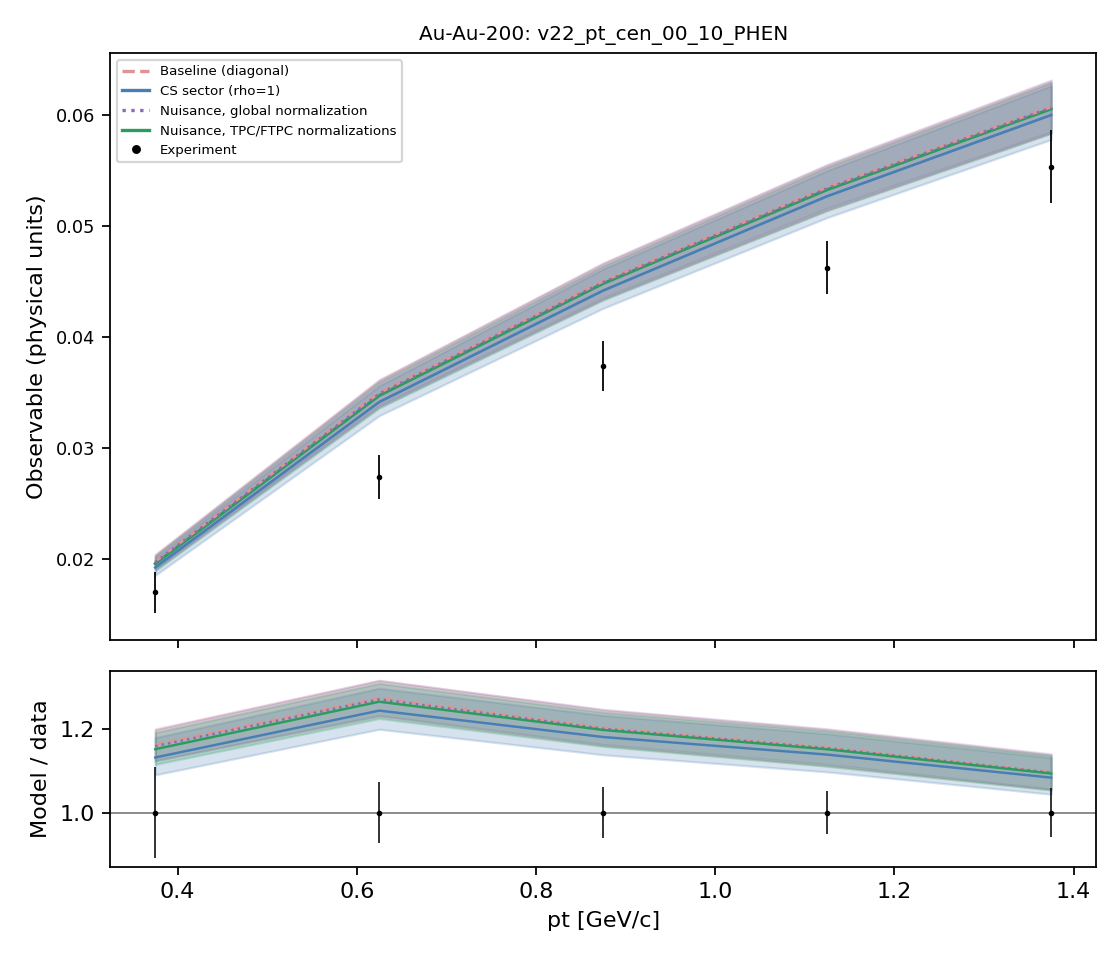 Au-Au-200: v22_pt_cen_00_10_PHEN
Baseline (diagonal)
CS sector (rho=1)
Nuisance, global normalization
Nuisance, TPC/FTPC normalizations
Experiment
Observable (physical units)
0.06
0.05
0.04
0.03
0.02
Model / data
1.2
1.0
0.4 0.6 0.8 1.0 1.2 1.4
pt [GeV/c]